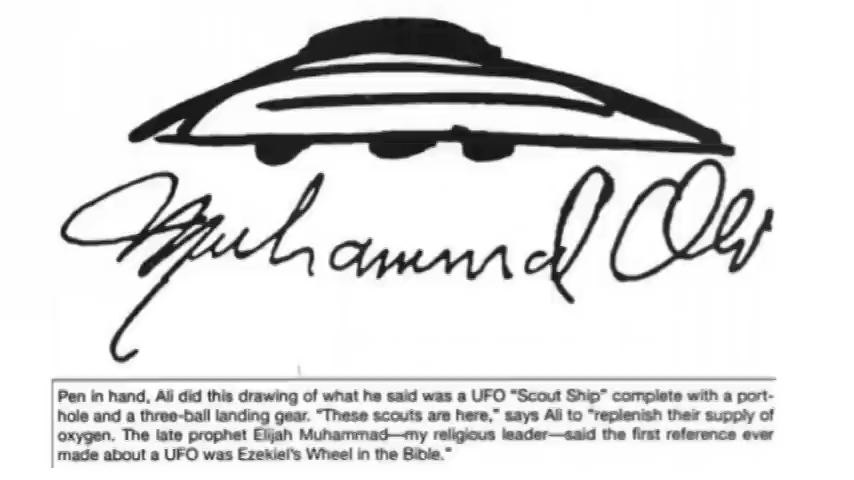 Muhammad Ali
Pen in hand, Ali did this drawing of what he said was a UFO "Scout Ship" complete with a port-
hole and a three-ball landing gear. "These scouts are here," says Ali to "replenish their supply of
oxygen. The late prophet Elijah Muhammad—my religious leader—said the first reference ever
made about a UFO was Ezekiel's Wheel in the Bible."